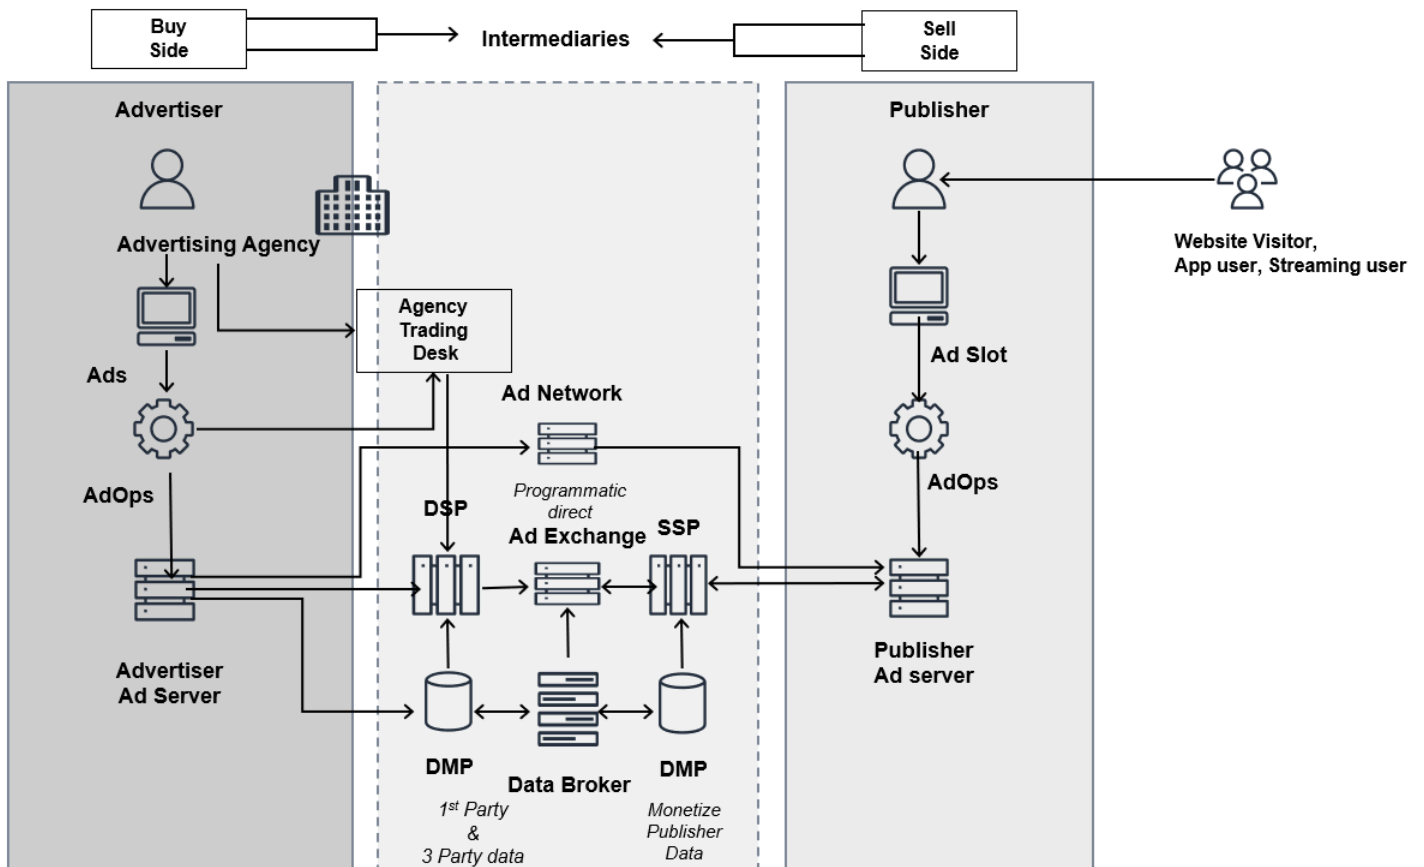 Buy
Side
Intermediaries
Sell
Side
Advertiser
Publisher
Advertising Agency
Website Visitor,
App user, Streaming user
Agency
Trading
Desk
Ads
Ad Slot
Ad Network
AdOps
AdOps
Programmatic
direct
DSP
Ad Exchange
SSP
Advertiser
Ad Server
Publisher
Ad server
DMP
1st Party
&
3 Party data
Data Broker
DMP
Monetize
Publisher
Data